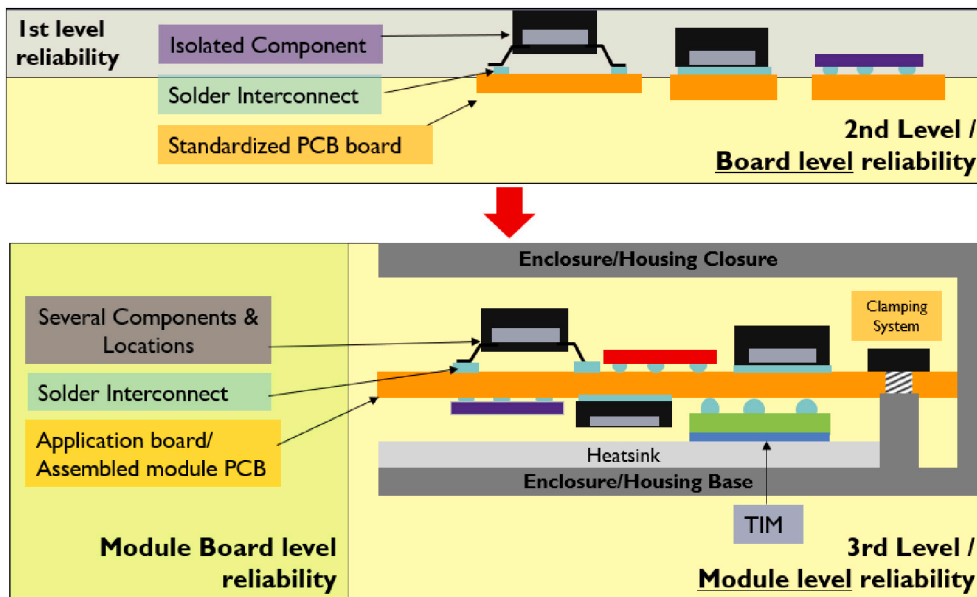 1st level
reliability
Isolated Component
Solder Interconnect
Standardized PCB board
2nd Level /
Board level reliability
Enclosure/Housing Closure
Several Components &
Locations
Clamping
System
Solder Interconnect
Application board/
Assembled module PCB
Heatsink
Enclosure/Housing Base
TIM
Module Board level
reliability
3rd Level /
Module level reliability